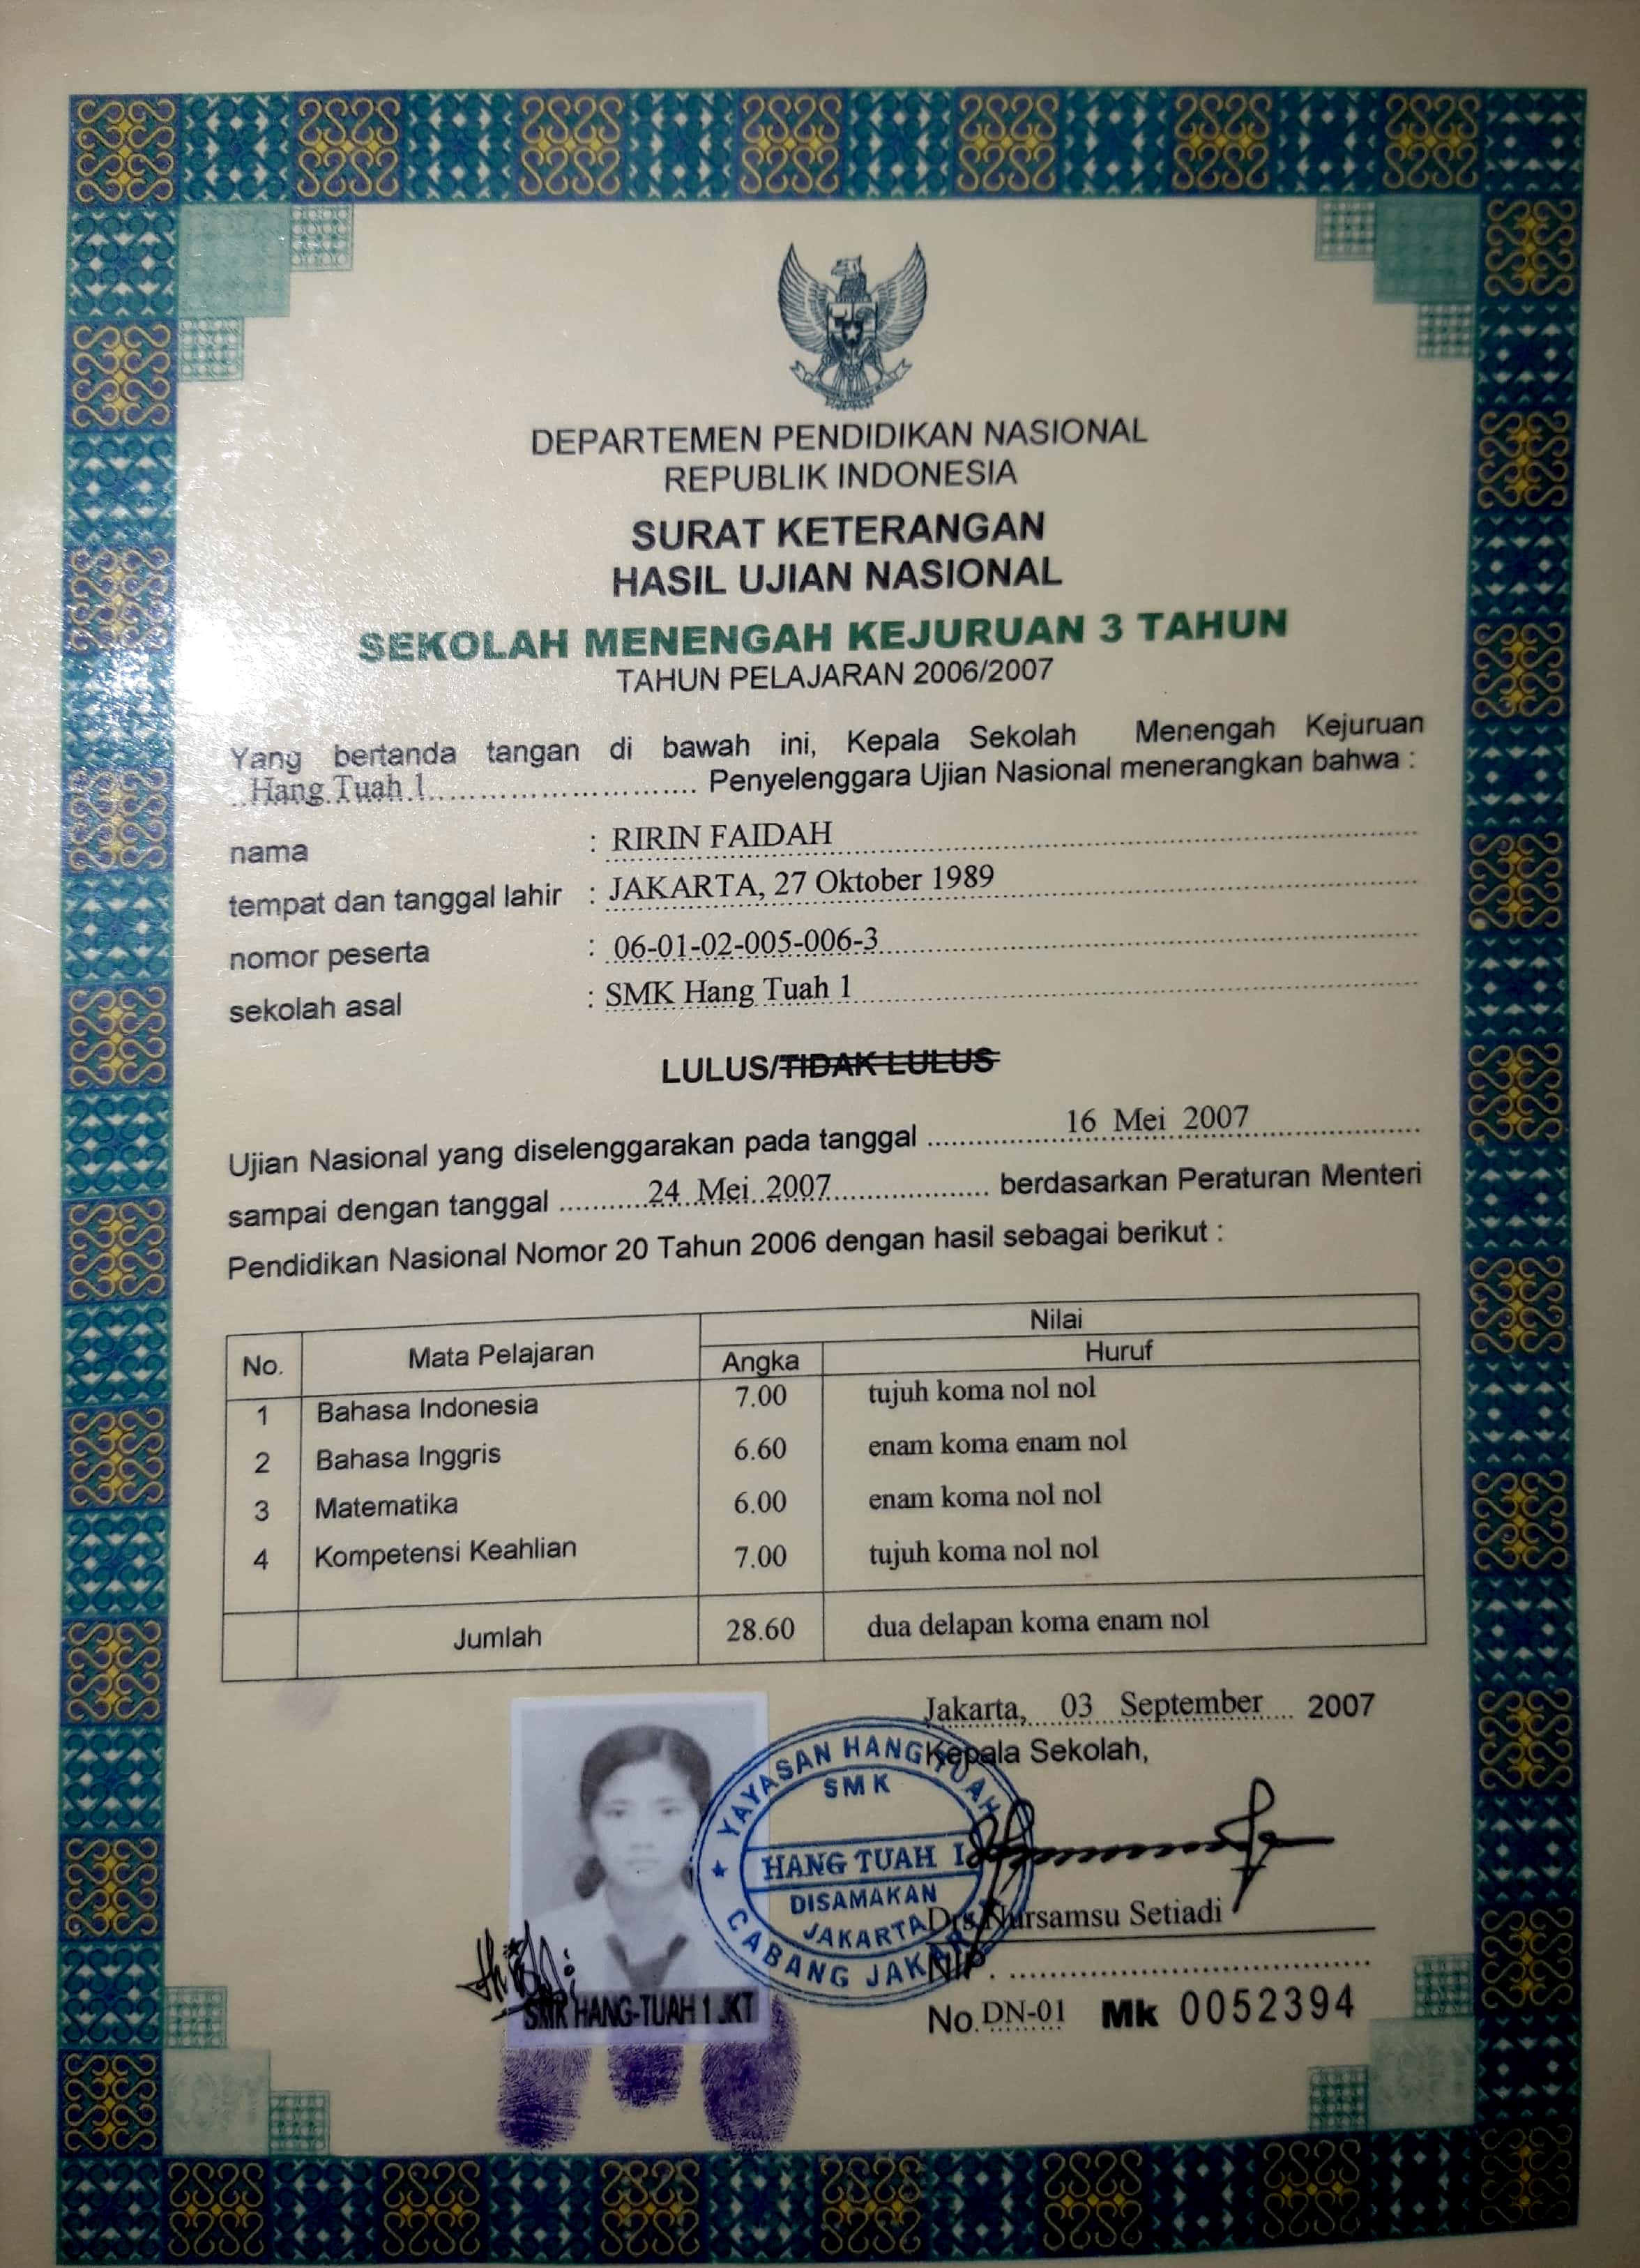 DEPARTEMEN PENDIDIKAN NASIONAL
REPUBLIK INDONESIA
SURAT KETERANGAN
HASIL UJIAN NASIONAL
SEKOLAH MENENGAH KEJURUAN 3 TAHUN
TAHUN PELAJARAN 2006/2007
Yang bertanda tangan di bawah ini, Kepala Sekolah Menengah Kejuruan
Hang Tuah 1 Penyelenggara Ujian Nasional menerangkan bahwa :
nama : RIRIN FAIDAH
tempat dan tanggal lahir : JAKARTA, 27 Oktober 1989
nomor peserta : 06-01-02-005-006-3
sekolah asal : SMK Hang Tuah 1
LULUS/TIDAK LULUS
Ujian Nasional yang diselenggarakan pada tanggal 16 Mei 2007
sampai dengan tanggal 24 Mei 2007 berdasarkan Peraturan Menteri
Pendidikan Nasional Nomor 20 Tahun 2006 dengan hasil sebagai berikut :
No. Mata Pelajaran Nilai
Angka Huruf
1 Bahasa Indonesia 7.00 tujuh koma nol nol
2 Bahasa Inggris 6.60 enam koma enam nol
3 Matematika 6.00 enam koma nol nol
4 Kompetensi Keahlian 7.00 tujuh koma nol nol
Jumlah 28.60 dua delapan koma enam nol
Jakarta, 03 September 2007
Kepala Sekolah,
YAYASAN HANG TUAH
SMK
HANG TUAH I
DISAMAKAN
JAKARTA
CABANG JAKARTA
Drs Nursamsu Setiadi
NIP.
SMK HANG-TUAH 1 JKT
No. DN-01 Mk 0052394